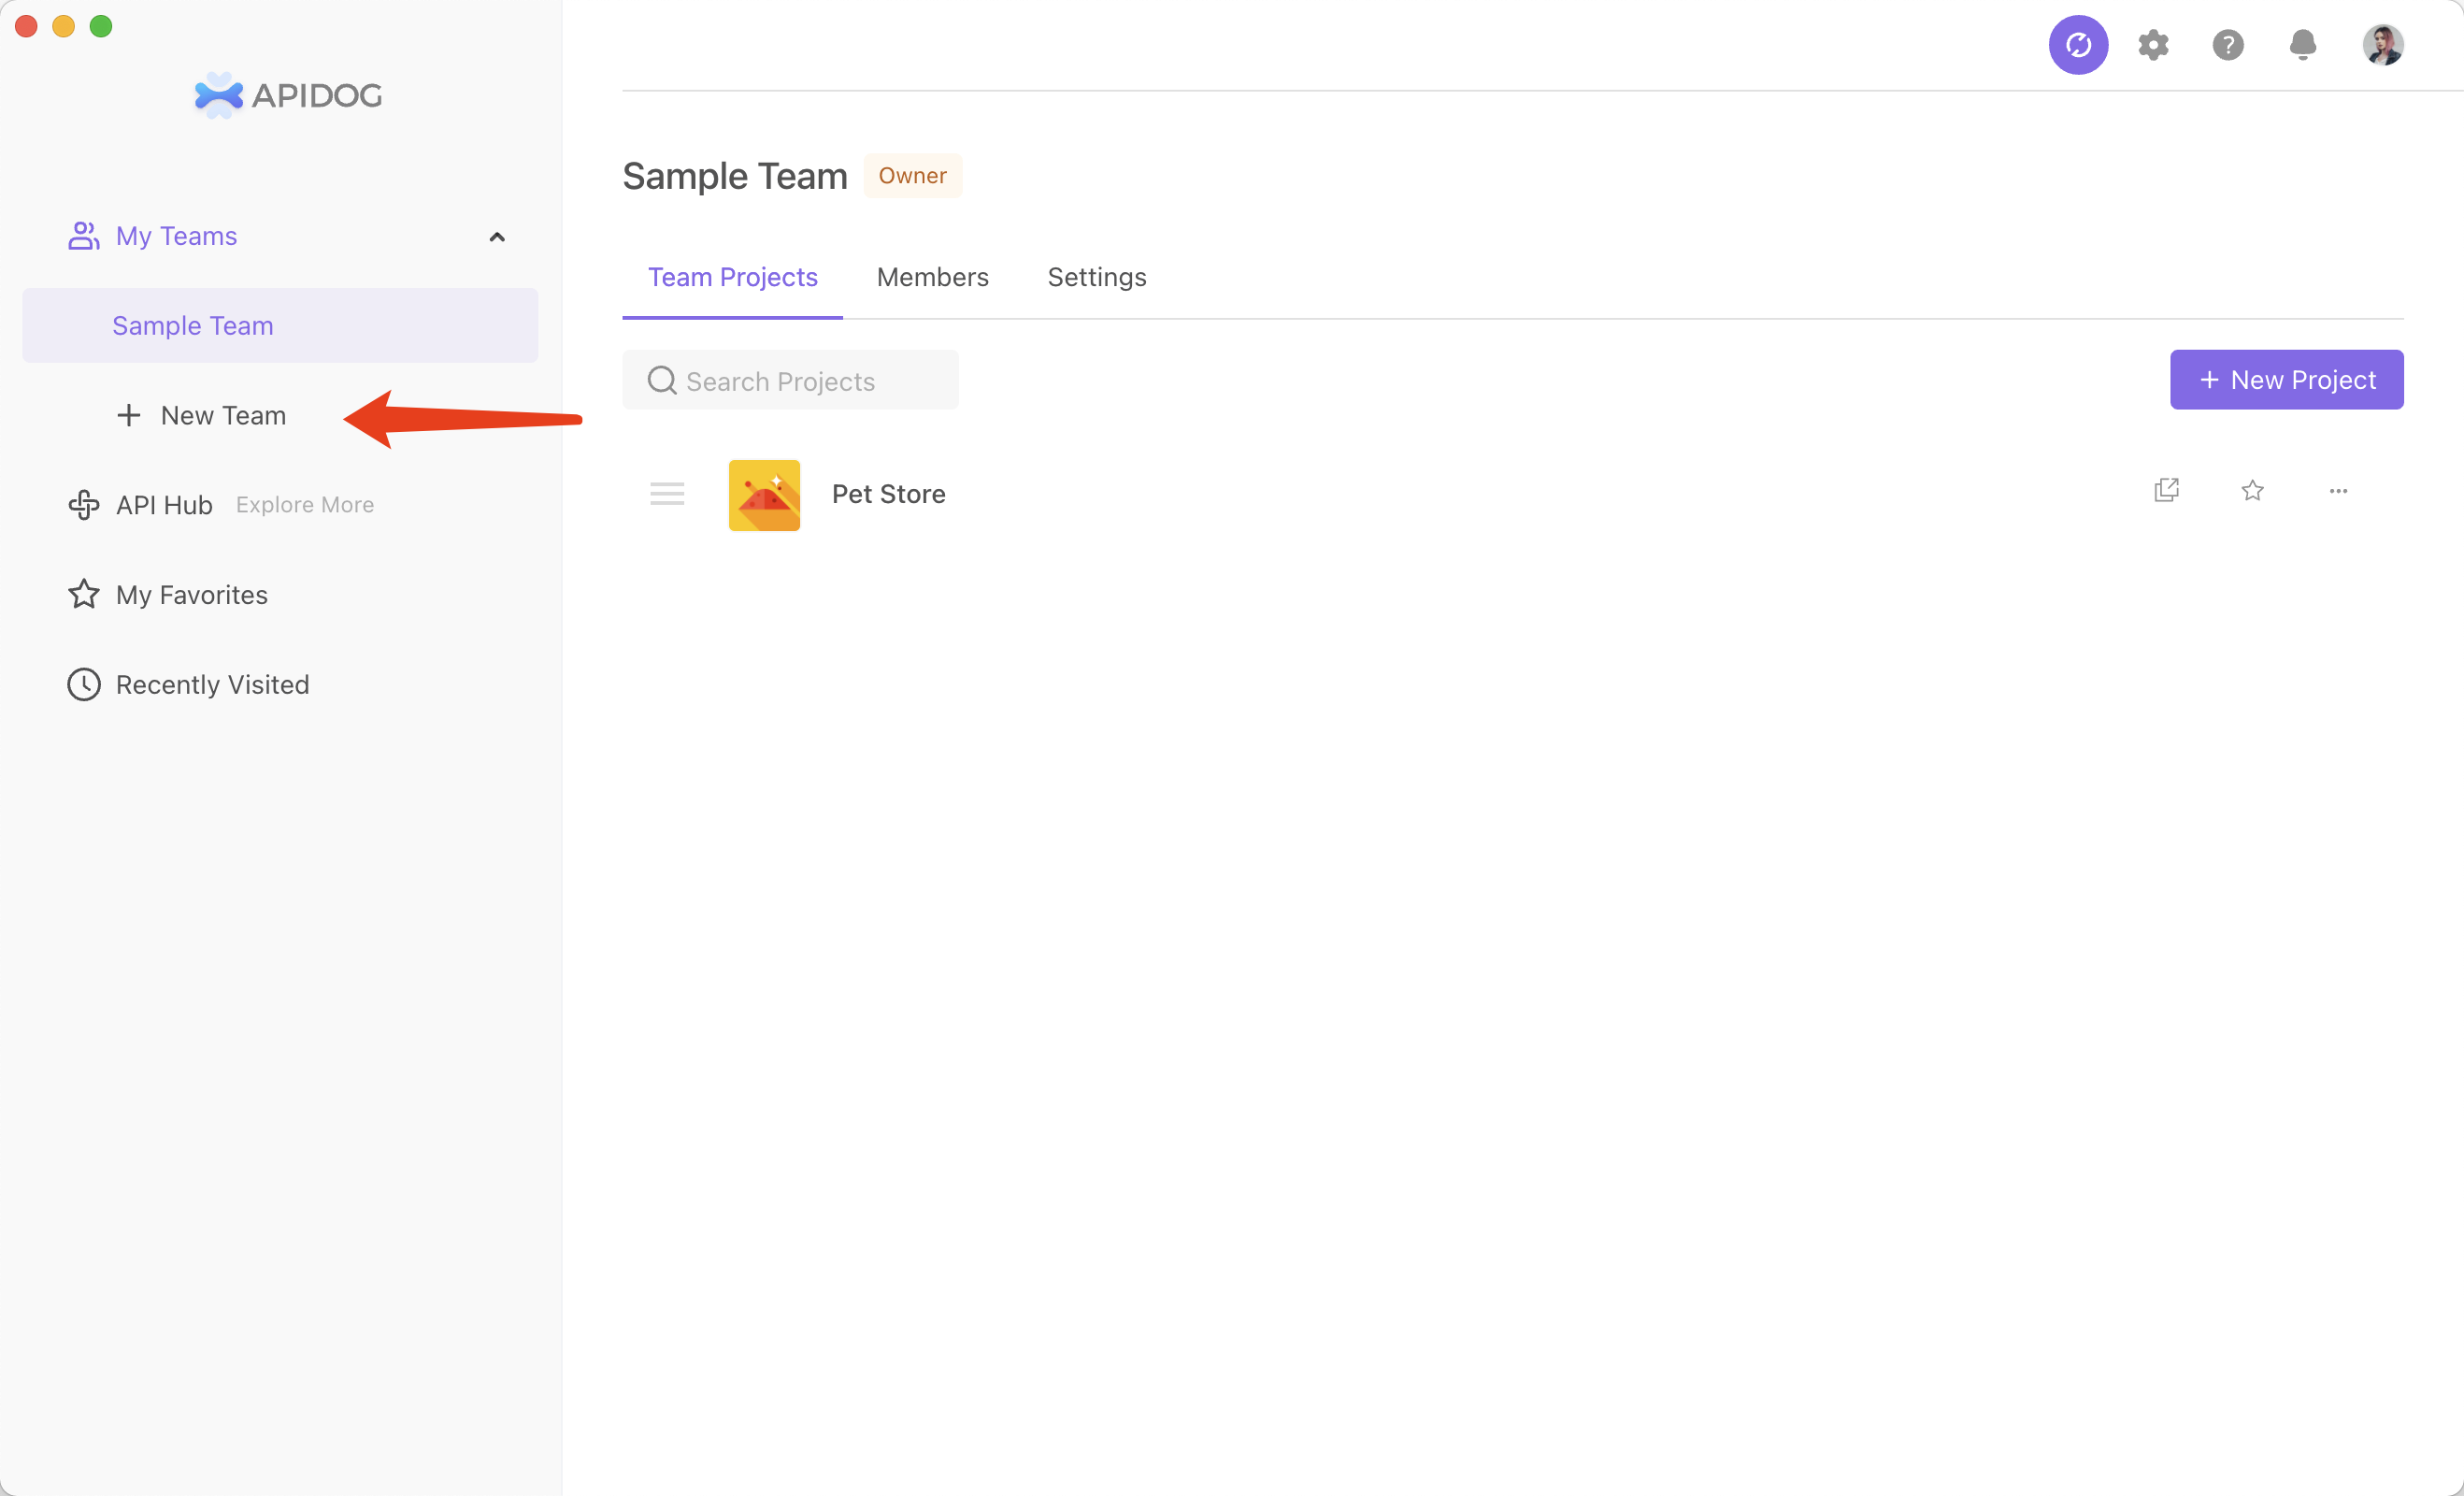 APIDOG
My Teams
Sample Team
+ New Team
API Hub Explore More
My Favorites
Recently Visited
?
Sample Team Owner
Team Projects Members Settings
Search Projects
+ New Project
Pet Store